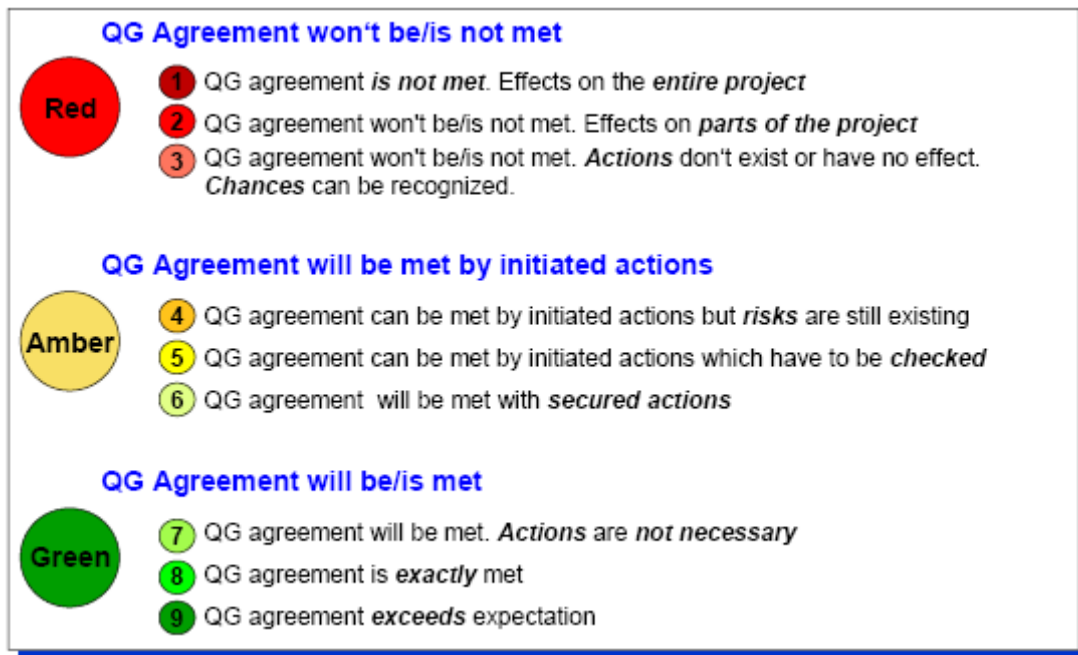 QG Agreement won‘t be/is not met
Red
1 QG agreement is not met. Effects on the entire project
2 QG agreement won't be/is not met. Effects on parts of the project
3 QG agreement won't be/is not met. Actions don't exist or have no effect.
Chances can be recognized.
QG Agreement will be met by initiated actions
Amber
4 QG agreement can be met by initiated actions but risks are still existing
5 QG agreement can be met by initiated actions which have to be checked
6 QG agreement will be met with secured actions
QG Agreement will be/is met
Green
7 QG agreement will be met. Actions are not necessary
8 QG agreement is exactly met
9 QG agreement exceeds expectation